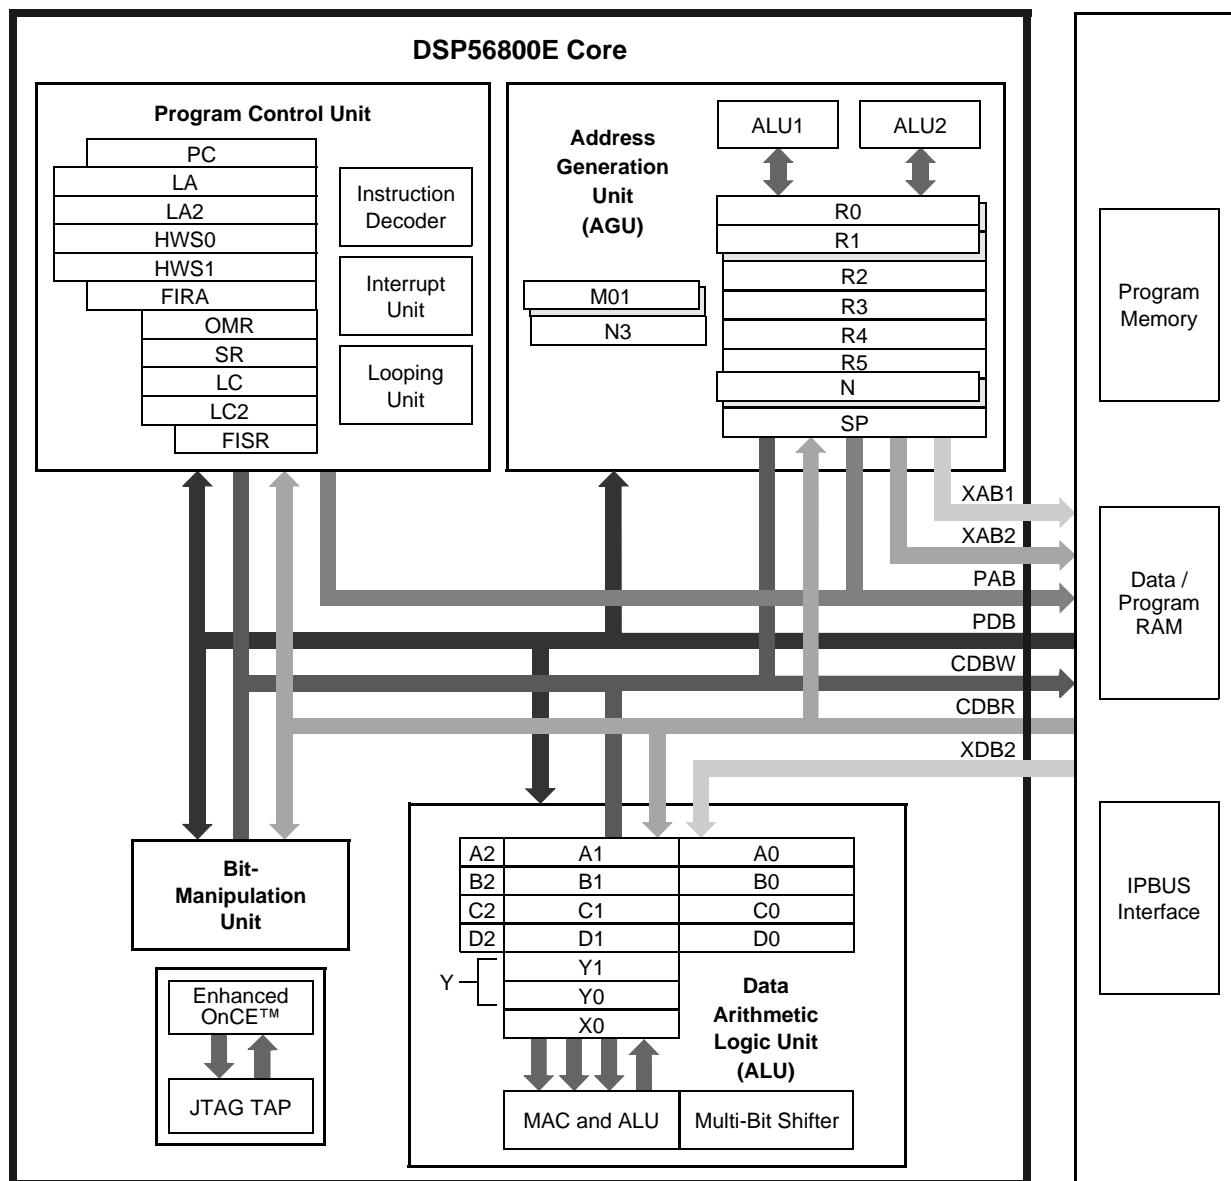 DSP56800E Core
Program Control Unit
PC
LA
LA2
HWS0
HWS1
FIRA
OMR
SR
LC
LC2
FISR
Instruction
Decoder
Interrupt
Unit
Looping
Unit
Address
Generation
Unit
(AGU)
ALU1
ALU2
R0
R1
R2
R3
R4
R5
N
SP
M01
N3
XAB1
XAB2
PAB
PDB
CDBW
CDBR
XDB2
Program
Memory
Data /
Program
RAM
IPBUS
Interface
Bit-
Manipulation
Unit
Enhanced
OnCE™
JTAG TAP
A2 A1 A0
B2 B1 B0
C2 C1 C0
D2 D1 D0
Y
Y1
Y0
X0
Data
Arithmetic
Logic Unit
(ALU)
MAC and ALU
Multi-Bit Shifter